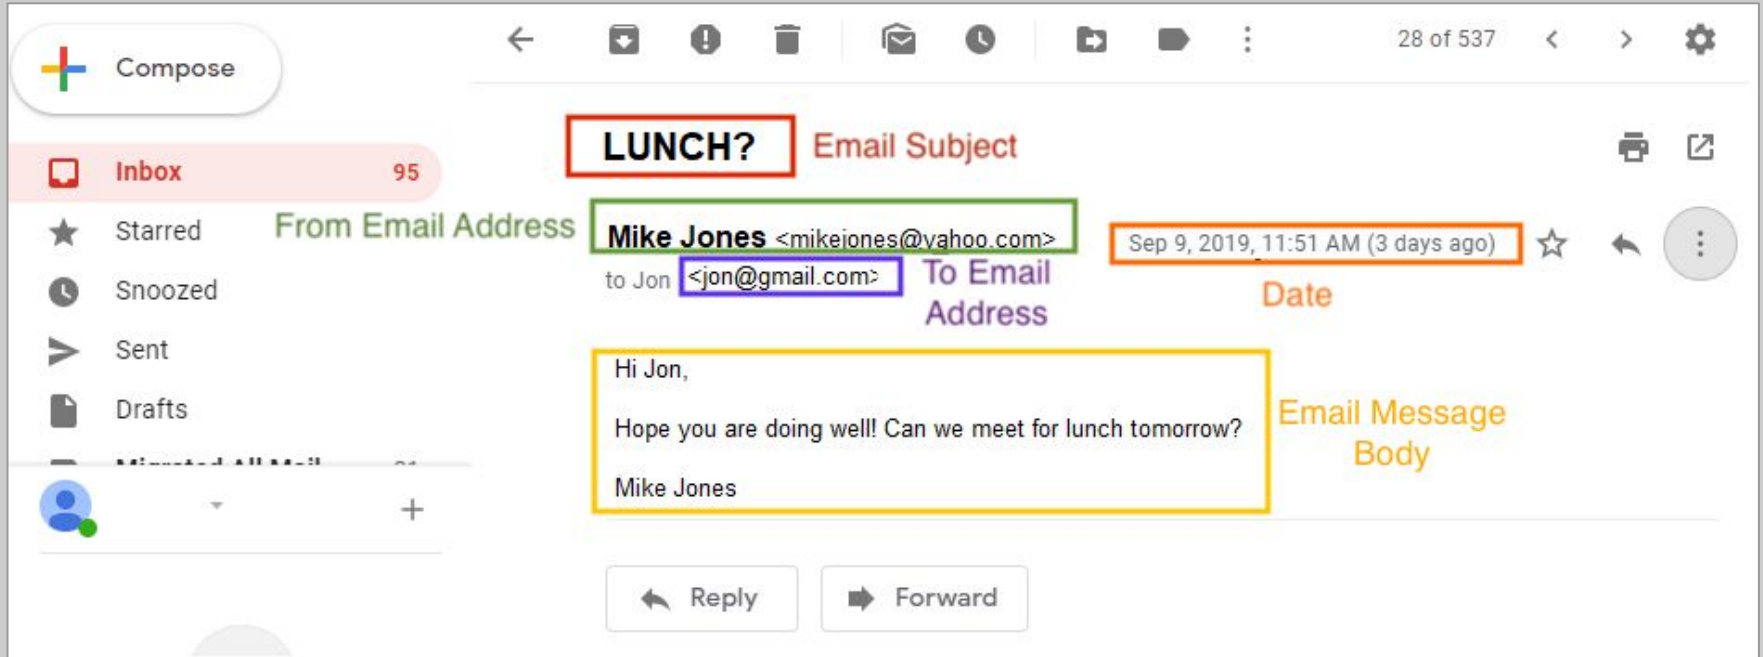 Compose
28 of 537
LUNCH?
Email Subject
Inbox 95
Starred
From Email Address
Mike Jones <mikejones@yahoo.com>
Sep 9, 2019, 11:51 AM (3 days ago)
to Jon <jon@gmail.com>
To Email
Address
Date
Snoozed
Sent
Drafts
Hi Jon,
Hope you are doing well! Can we meet for lunch tomorrow?
Mike Jones
Email Message
Body
Migrated All Mail
Reply
Forward